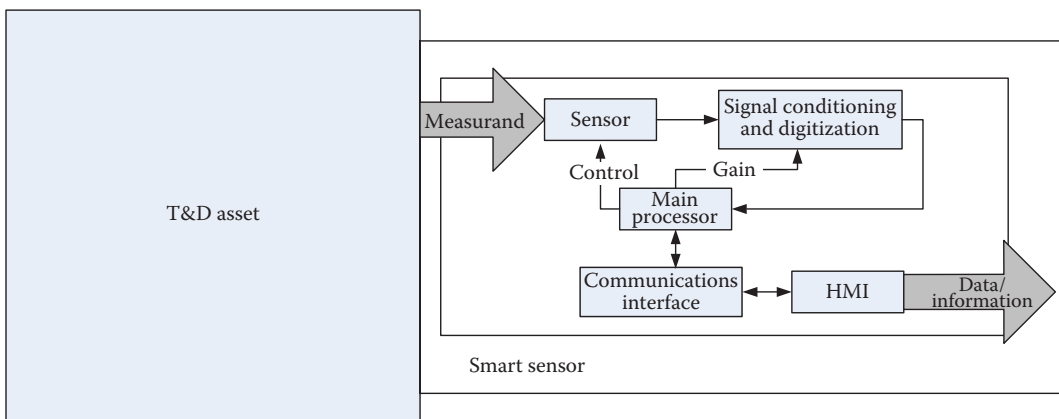 T&D asset
Measurand
Sensor
Signal conditioning
and digitization
Control
Gain
Main
processor
Communications
interface
HMI
Data/
information
Smart sensor